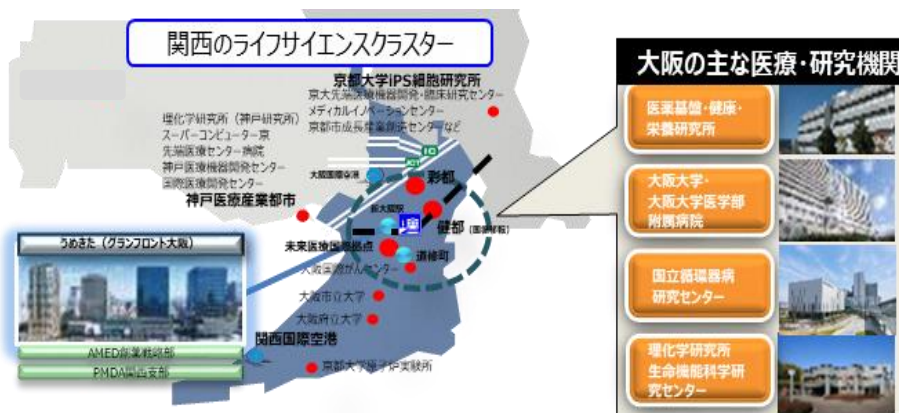 関西のライフサイエンスクラスター
京都大学iPS細胞研究所
京大先端医療機器開発・臨床研究センター
メディカルイノベーションセンター
京都市成長産業創造センターなど
理化学研究所（神戸研究所）
スーパーコンピューター京
先端医療センター病院
神戸医療機器開発センター
国際医療開発センター
神戸医療産業都市
大阪国際空港
彩都
新大阪駅
健都
未来医療国際拠点
道修町
大阪国際がんセンター
大阪市立大学
大阪府立大学
関西国際空港
京都大学原子炉実験所
うめきた（グランフロント大阪）
AMED創薬戦略部
PMDA関西支部
大阪の主な医療・研究機関
医薬基盤・健康・
栄養研究所
大阪大学・
大阪大学医学部
附属病院
国立循環器病
研究センター
理化学研究所
生命機能科学研
究センター